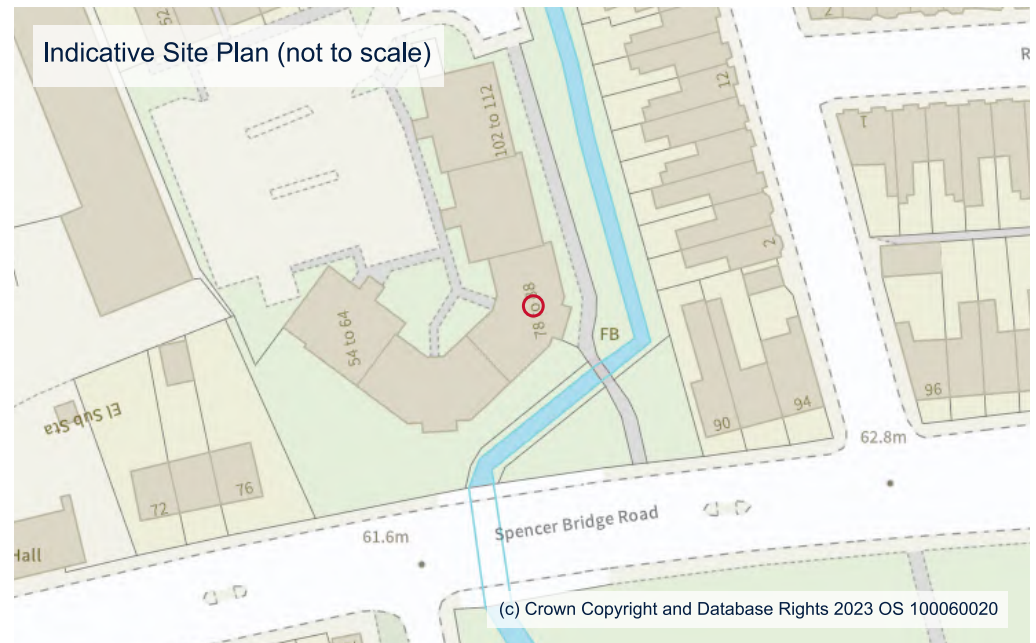 52
Indicative Site Plan (not to scale)
2
R
12
102 to 112
1
2
78 to 88
54 to 64
FB
El Sub Sta
96
94
90
62.8m
76
72
Spencer Bridge Road
61.6m
Hall
(c) Crown Copyright and Database Rights 2023 OS 100060020